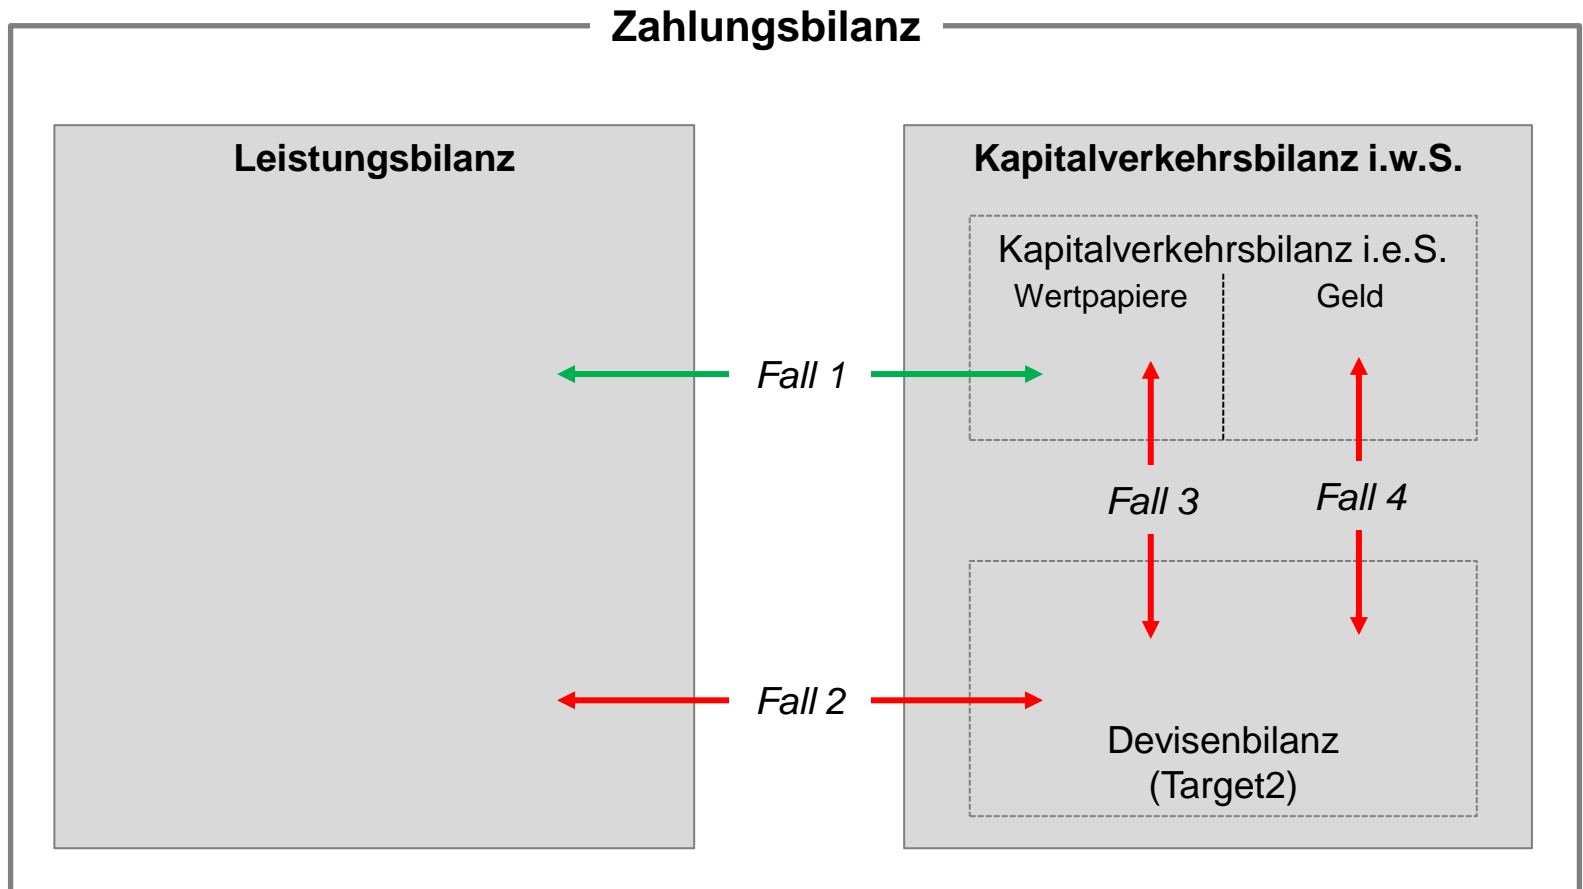 Zahlungsbilanz
Leistungsbilanz
Kapitalverkehrsbilanz i.w.S.
Kapitalverkehrsbilanz i.e.S.
Wertpapiere
Geld
Fall 1
Fall 3
Fall 4
Fall 2
Devisenbilanz
(Target2)